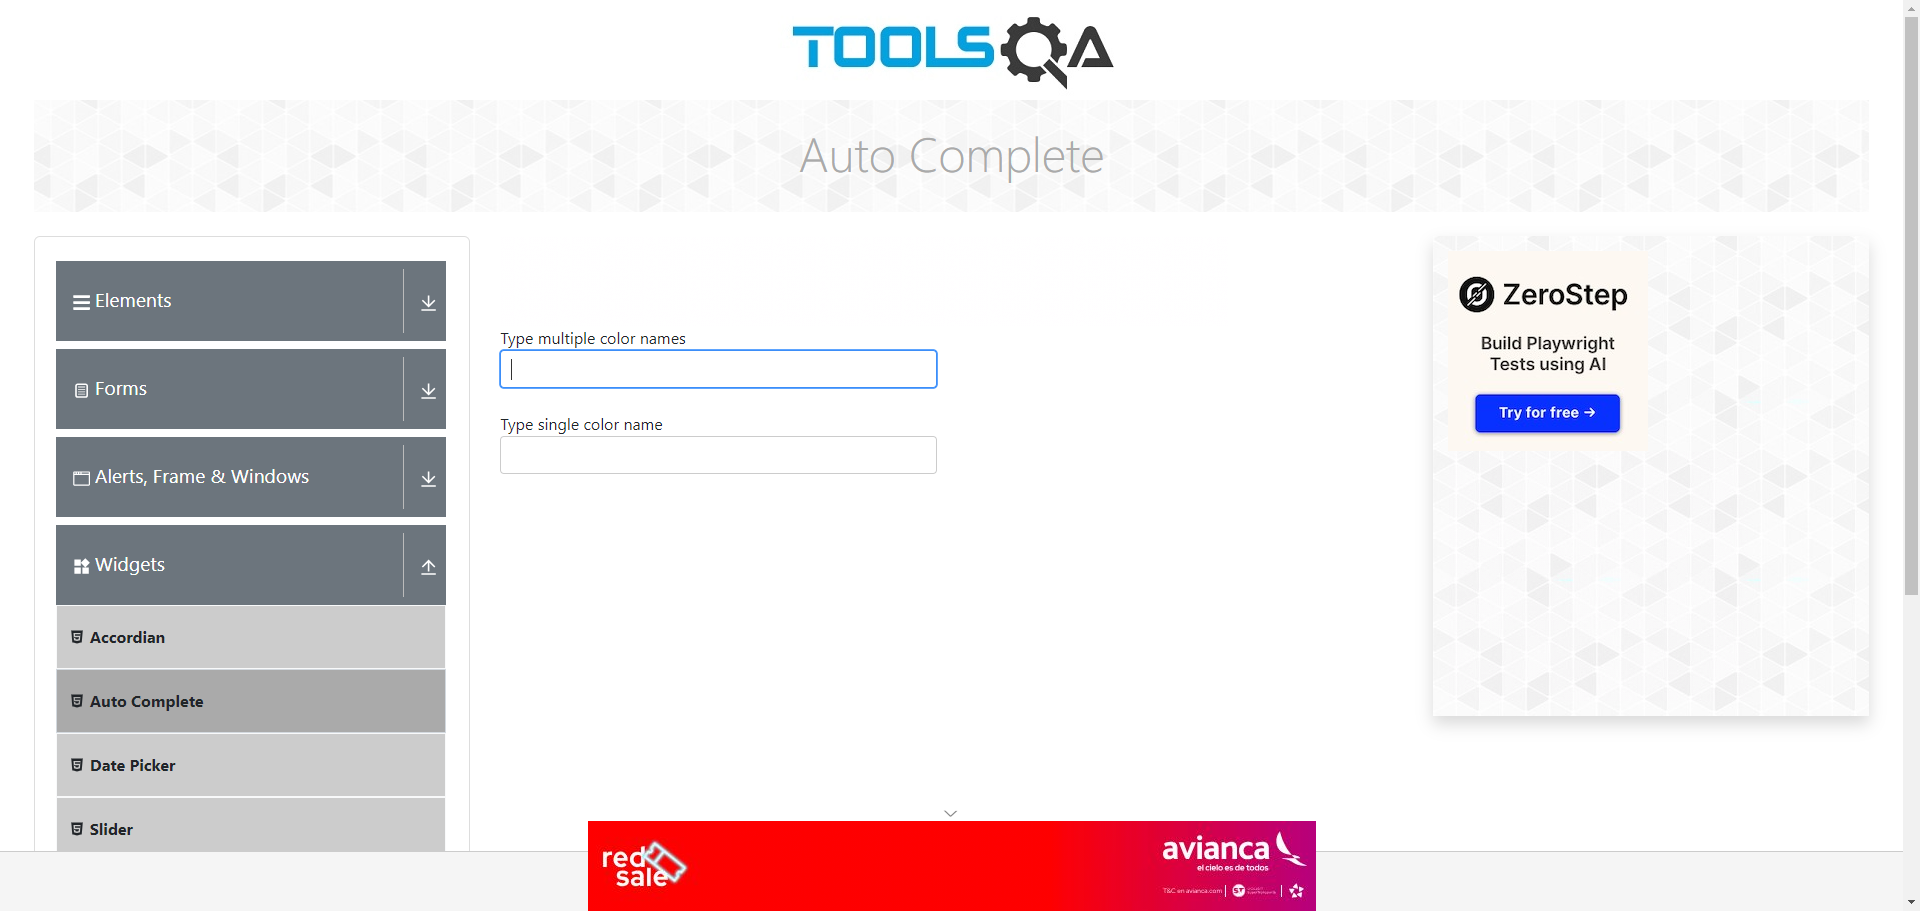 TOOLSQA
Auto Complete
Elements
Forms
Alerts, Frame & Windows
Widgets
Accordian
Auto Complete
Date Picker
Slider
Type multiple color names
Type single color name
ZeroStep
Build Playwright
Tests using AI
Try for free →
red
sale
avianca
el cielo es de todos
T&C en avianca.com